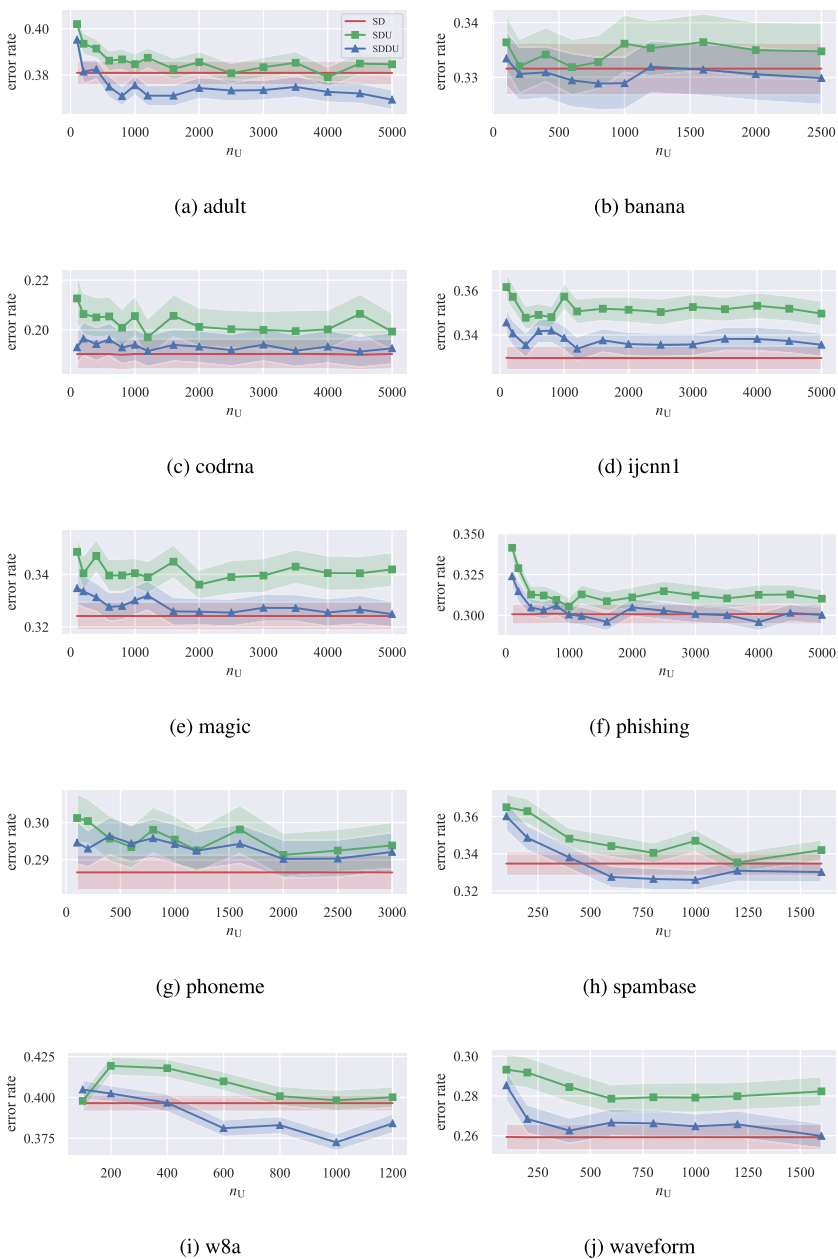 0.40
0.38
error rate
SD
SDU
SDDU
0 1000 2000 3000 4000 5000
nU
(a) adult
0.34
0.33
error rate
0 500 1000 1500 2000 2500
nU
(b) banana
0.22
0.20
error rate
0 1000 2000 3000 4000 5000
nU
(c) codrna
0.36
0.34
error rate
0 1000 2000 3000 4000 5000
nU
(d) ijcnn1
0.34
0.32
error rate
0 1000 2000 3000 4000 5000
nU
(e) magic
0.350
0.325
0.300
error rate
0 1000 2000 3000 4000 5000
nU
(f) phishing
0.30
0.29
error rate
0 500 1000 1500 2000 2500 3000
nU
(g) phoneme
0.36
0.34
0.32
error rate
250 500 750 1000 1250 1500
nU
(h) spambase
0.425
0.400
0.375
error rate
200 400 600 800 1000 1200
nU
(i) w8a
0.30
0.28
0.26
error rate
250 500 750 1000 1250 1500
nU
(j) waveform